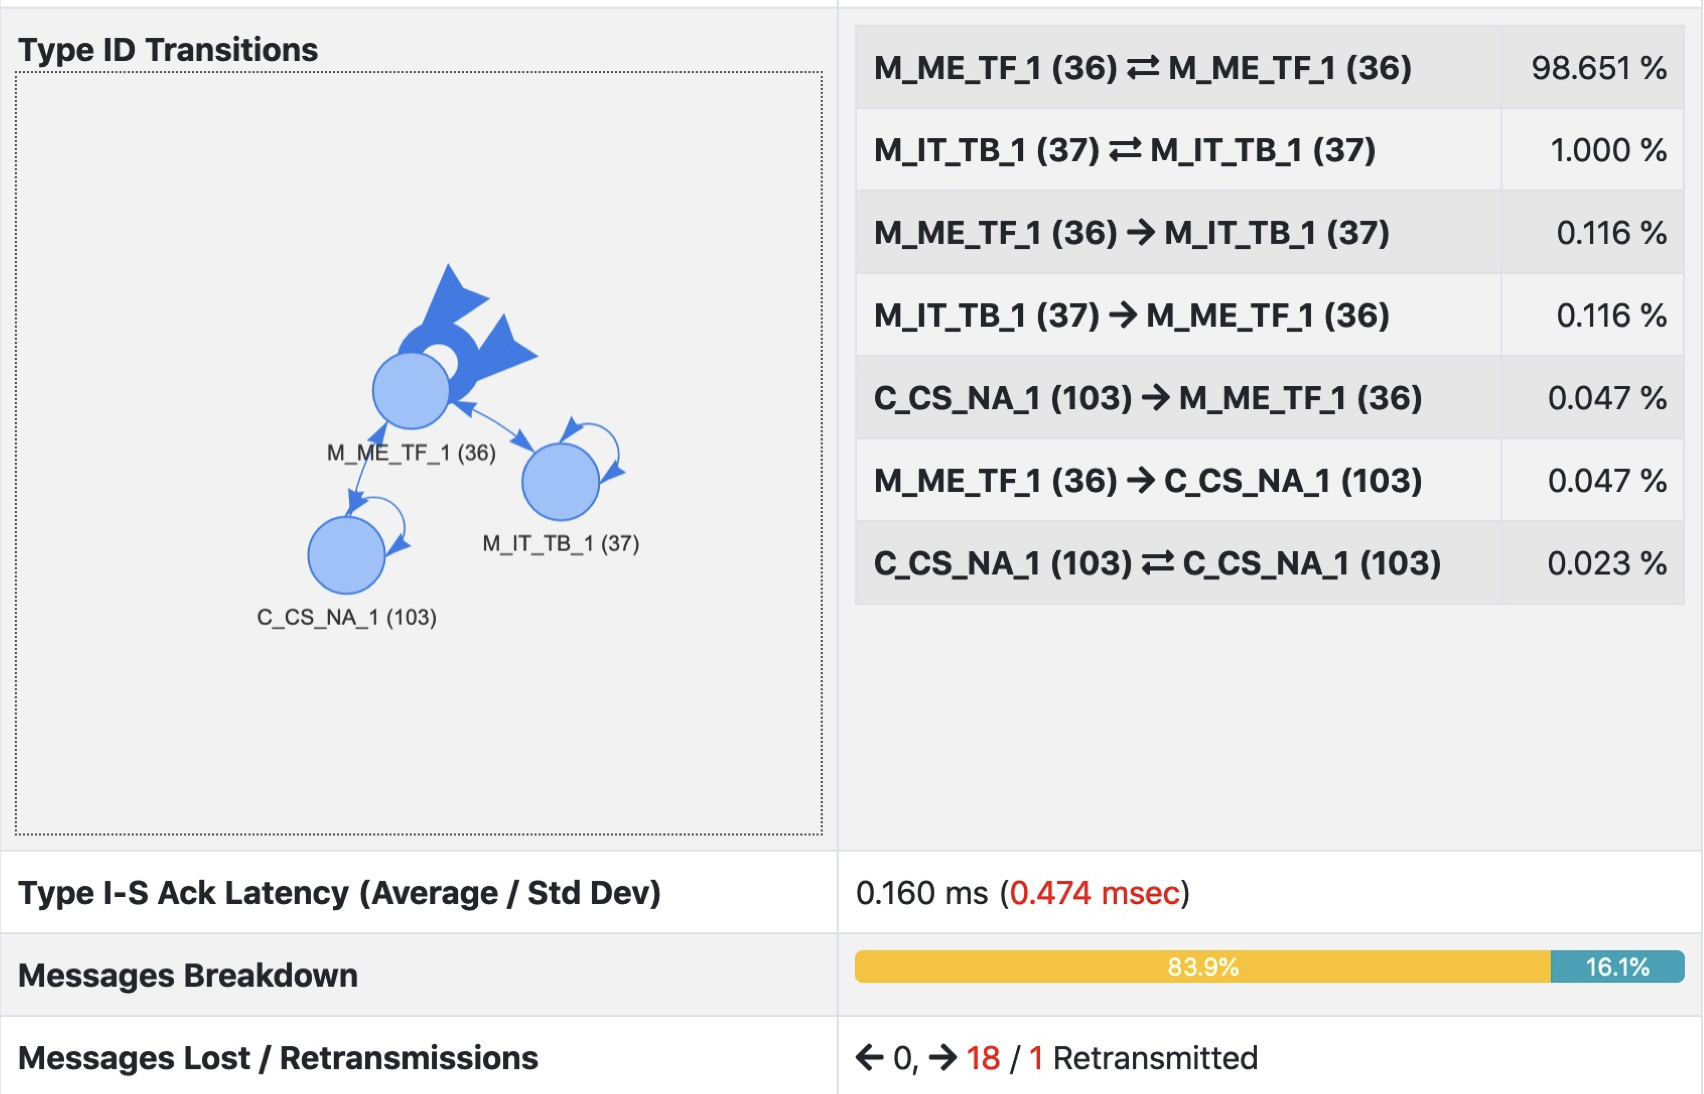 Type ID Transitions
M_ME_TF_1 (36)
M_IT_TB_1 (37)
C_CS_NA_1 (103)
M_ME_TF_1 (36) ⇄ M_ME_TF_1 (36) 98.651 %
M_IT_TB_1 (37) ⇄ M_IT_TB_1 (37) 1.000 %
M_ME_TF_1 (36) → M_IT_TB_1 (37) 0.116 %
M_IT_TB_1 (37) → M_ME_TF_1 (36) 0.116 %
C_CS_NA_1 (103) → M_ME_TF_1 (36) 0.047 %
M_ME_TF_1 (36) → C_CS_NA_1 (103) 0.047 %
C_CS_NA_1 (103) ⇄ C_CS_NA_1 (103) 0.023 %
Type I-S Ack Latency (Average / Std Dev) 0.160 ms (0.474 msec)
Messages Breakdown 83.9% 16.1%
Messages Lost / Retransmissions ← 0, → 18 / 1 Retransmitted